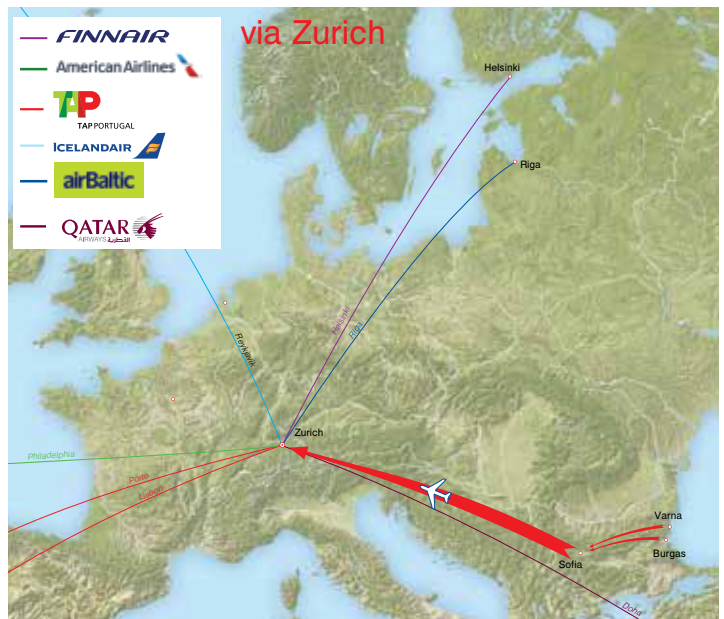 via Zurich
FINNAIR
American Airlines
TAP
TAP PORTUGAL
ICELANDAIR
airBaltic
QATAR
AIRWAYS القطرية
Helsinki
Riga
Helsinki
Riga
Reykjavik
Zurich
Philadelphia
Porto
Lisbon
Varna
Burgas
Sofia
Doha